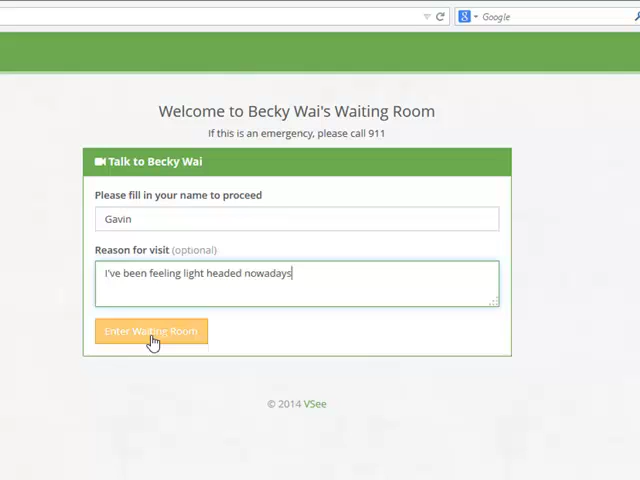 Google
Welcome to Becky Wai's Waiting Room
If this is an emergency, please call 911
Talk to Becky Wai
Please fill in your name to proceed
Gavin
Reason for visit (optional)
I've been feeling light headed nowadays
Enter Waiting Room
© 2014 VSee